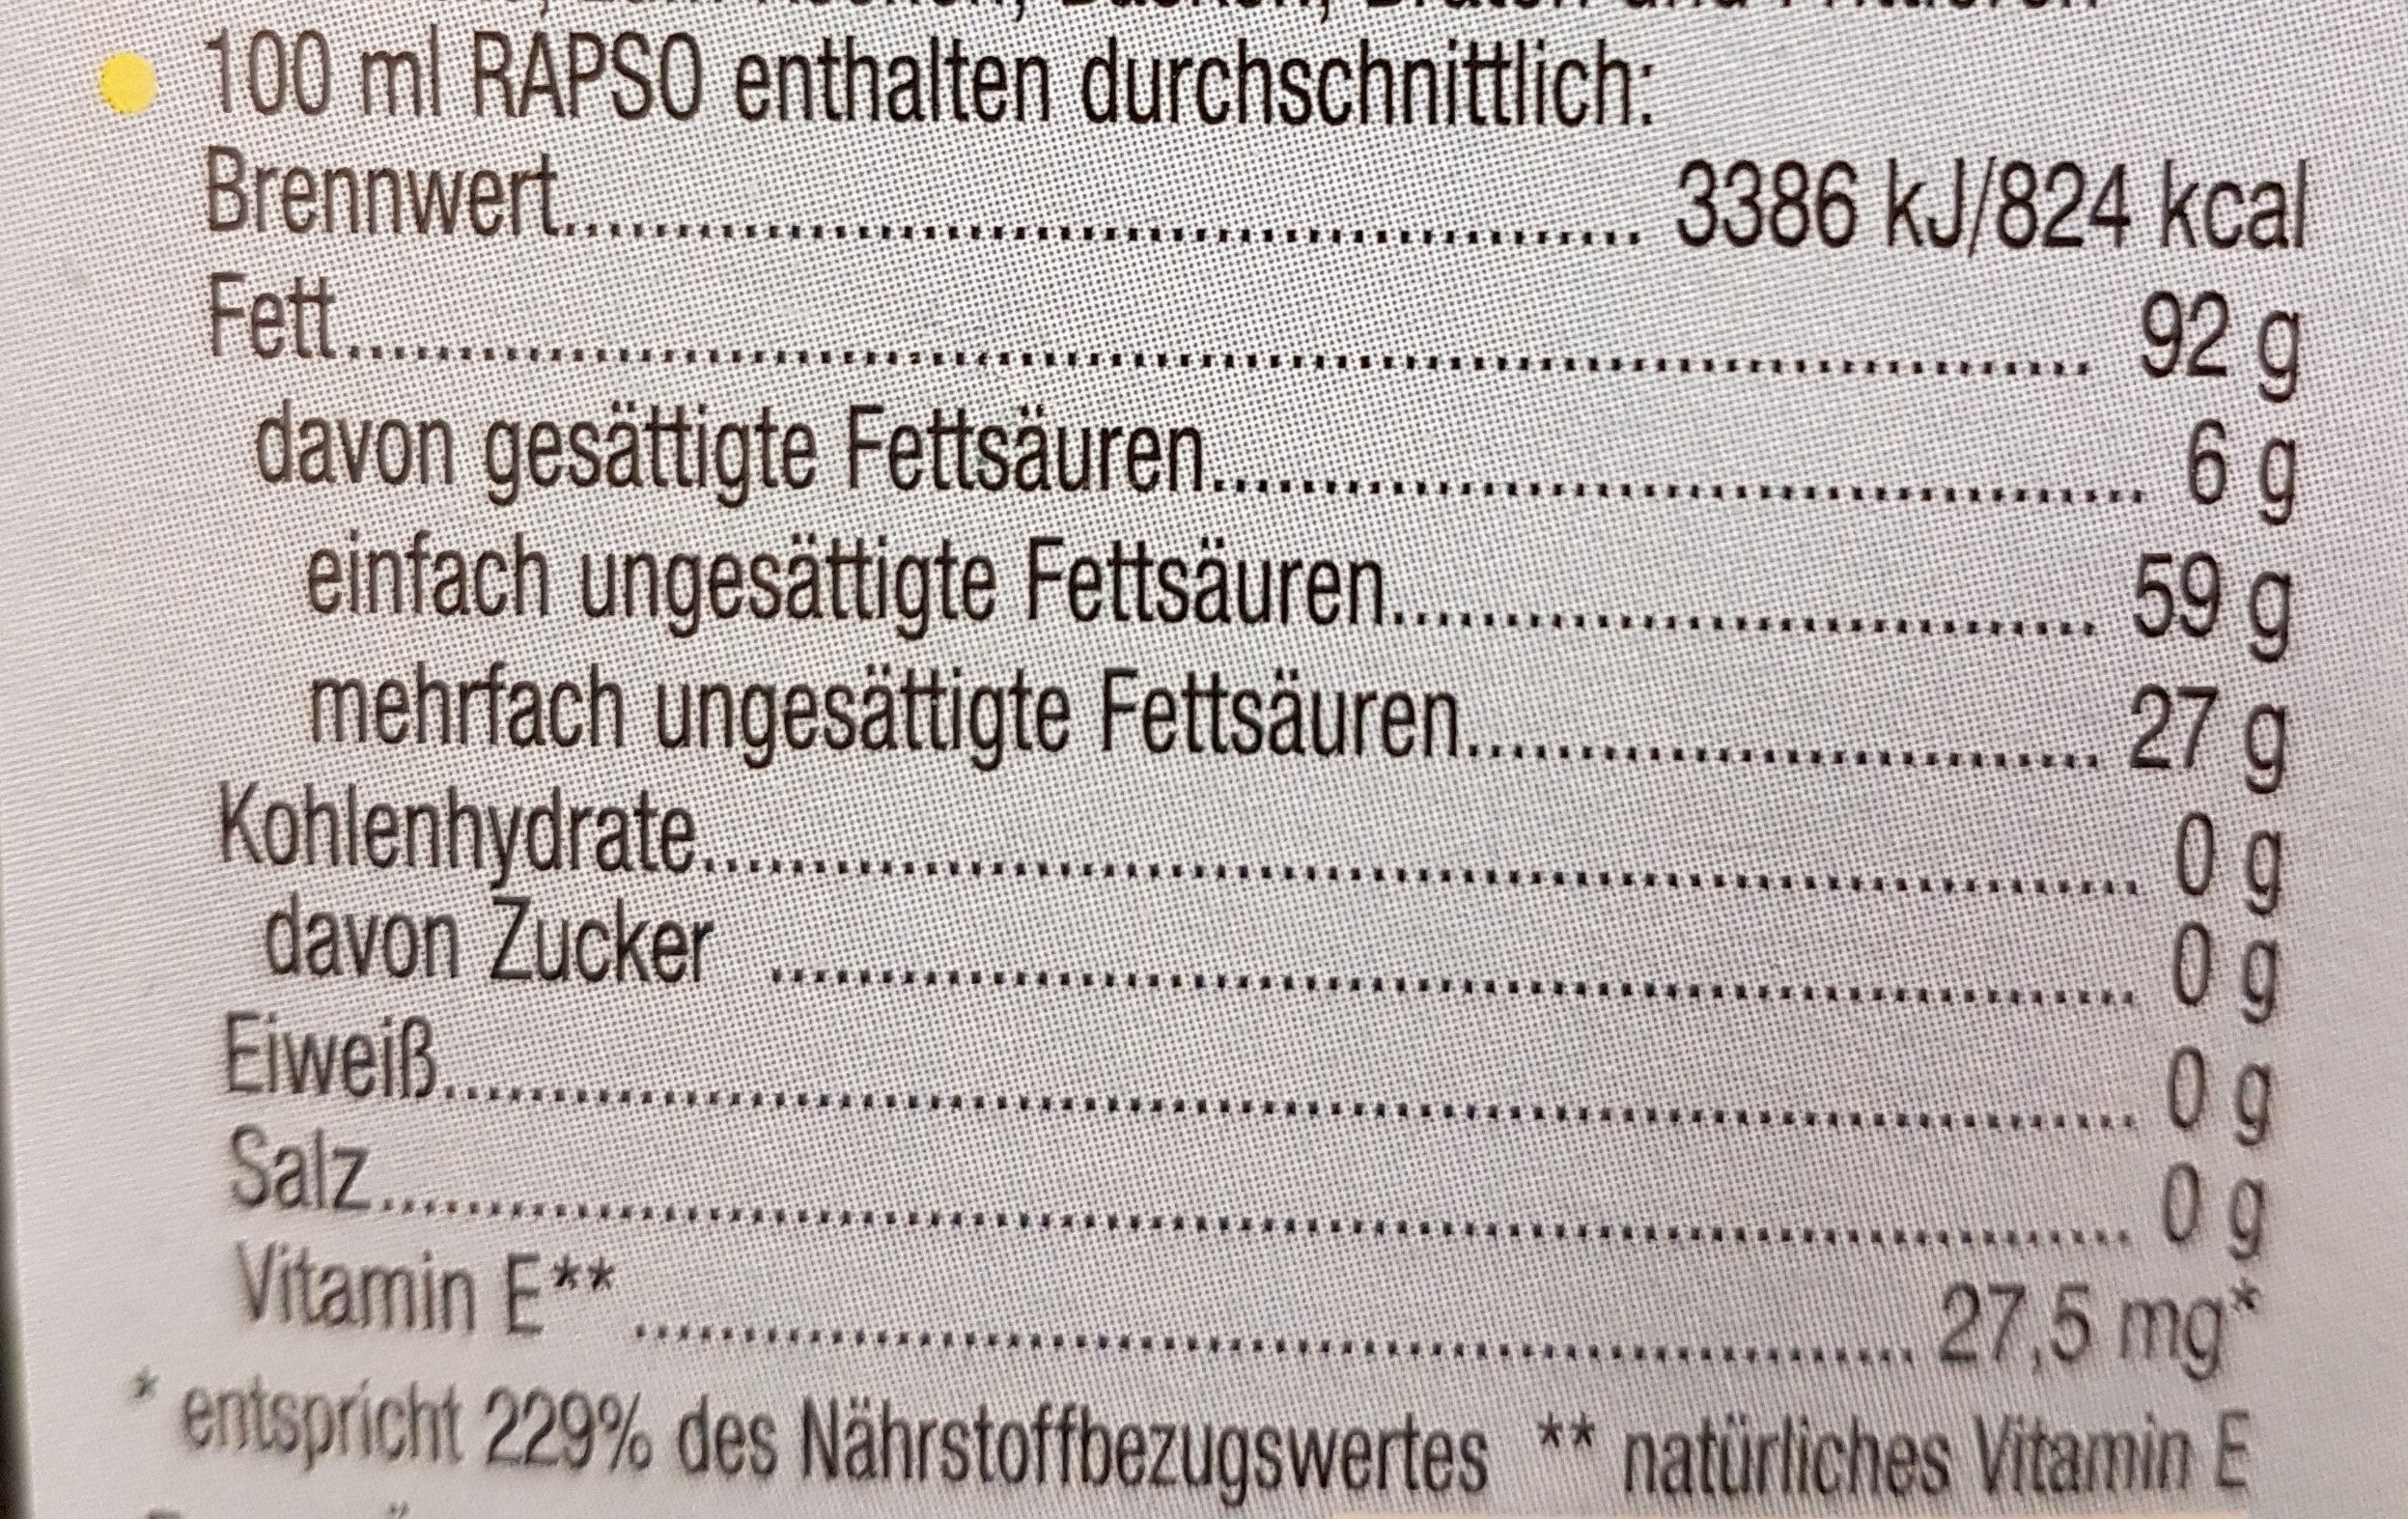 100 ml RAPSO enthalten durchschnittlich:
Brennwert.......................................... 3386 kJ/824 kcal
Fett.................................................................... 92 g
davon gesättigte Fettsäuren..................................... 6 g
einfach ungesättigte Fettsäuren............................ 59 g
mehrfach ungesättigte Fettsäuren......................... 27 g
Kohlenhydrate....................................................... 0 g
davon Zucker ..................................................... 0 g
Eiweiß................................................................. 0 g
Salz.................................................................... 0 g
Vitamin E** .................................................. 27,5 mg*
* entspricht 229% des Nährstoffbezugswertes ** natürliches Vitamin E